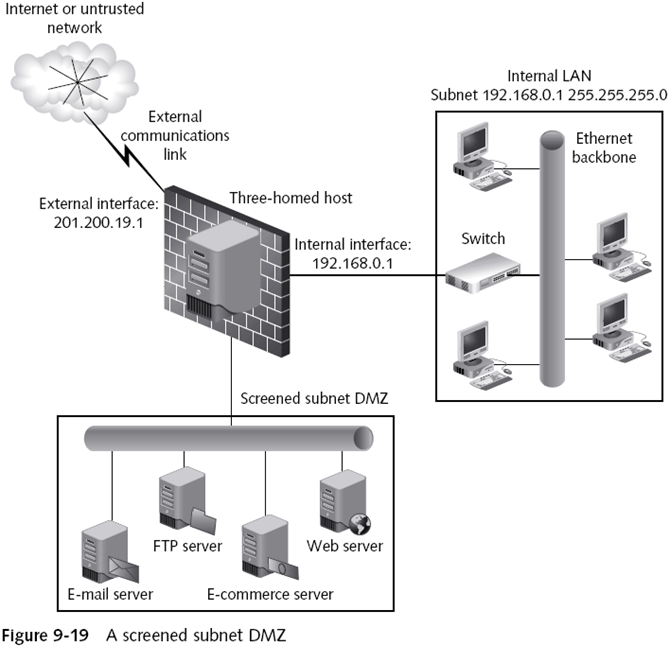 Internet or untrusted
network
External
communications
link
External interface:
201.200.19.1
Three-homed host
Internal interface:
192.168.0.1
Internal LAN
Subnet 192.168.0.1 255.255.255.0
Ethernet
backbone
Switch
Screened subnet DMZ
FTP server
Web server
E-mail server
E-commerce server
Figure 9-19 A screened subnet DMZ